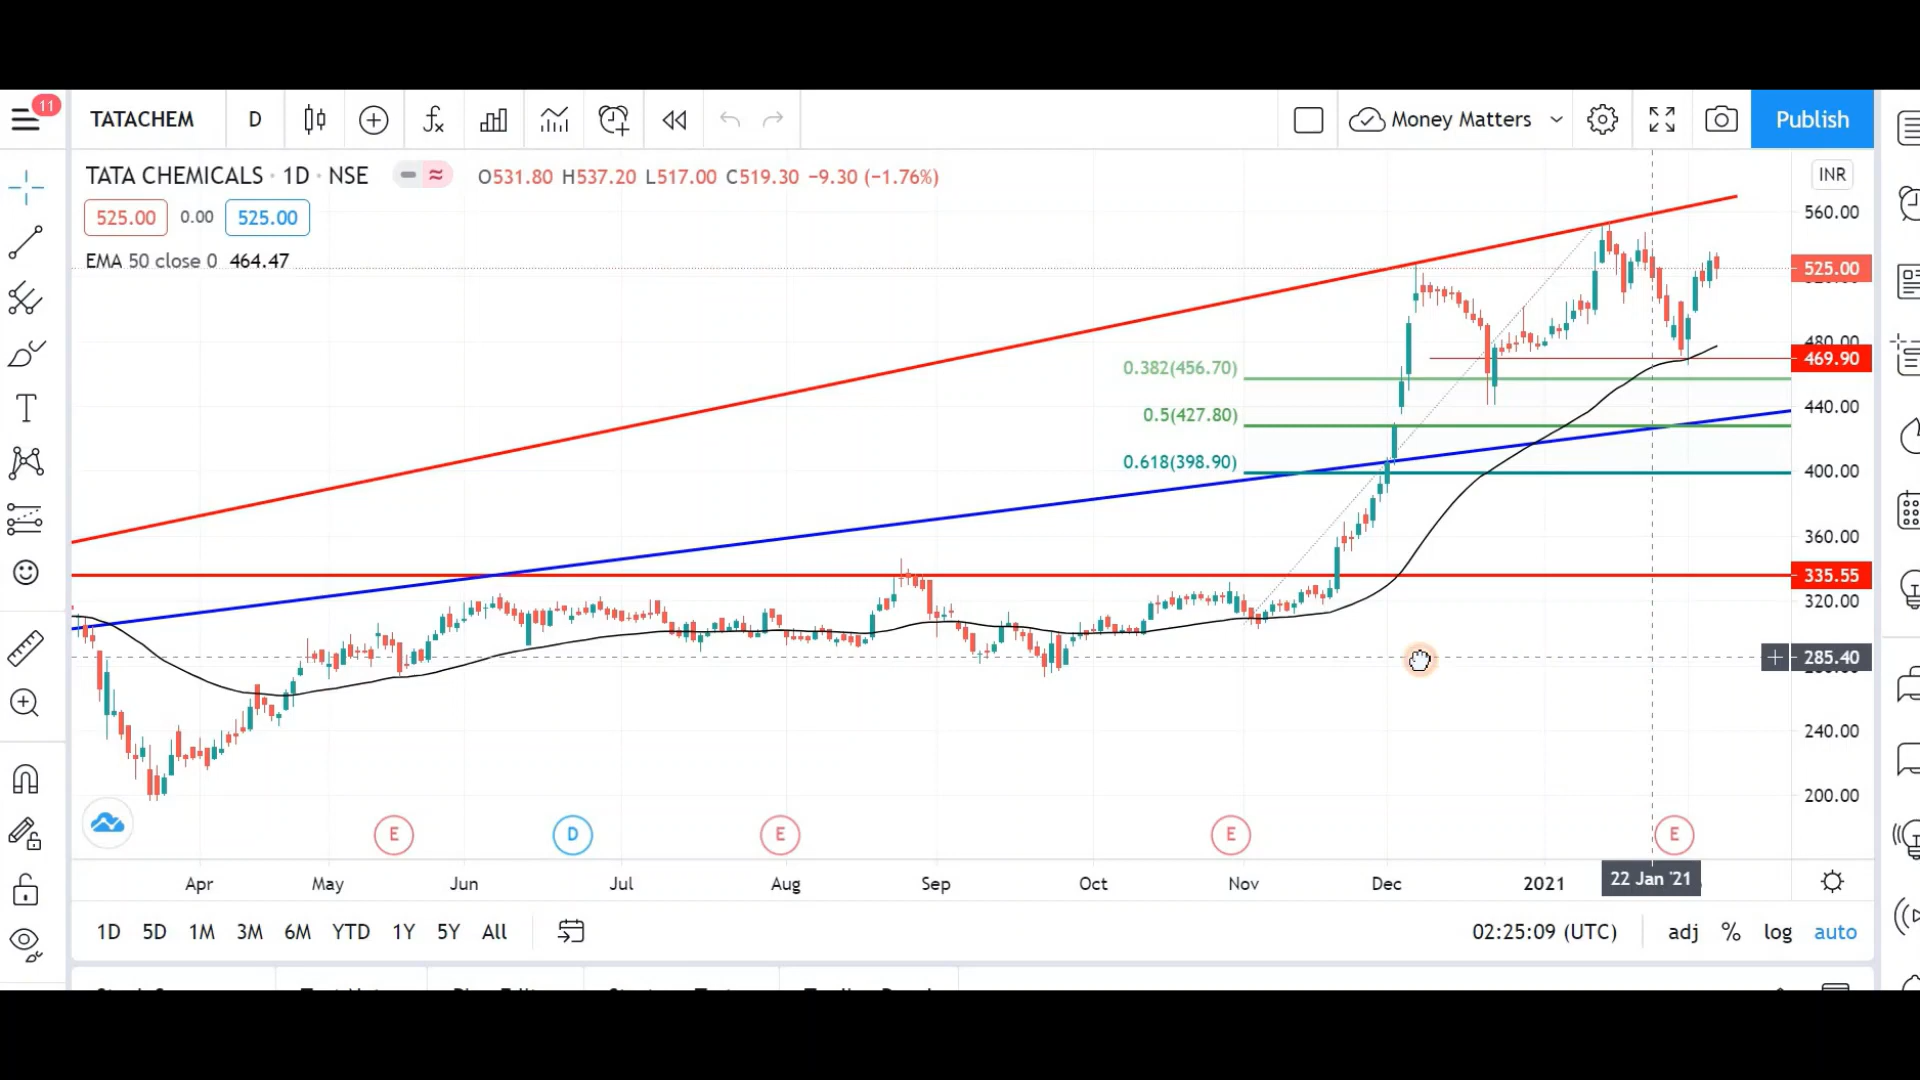 11
TATACHEM D Money Matters Publish
TATA CHEMICALS · 1D · NSE O531.80 H537.20 L517.00 C519.30 −9.30 (−1.76%) INR
525.00 0.00 525.00
EMA 50 close 0 464.47
560.00
525.00
480.00
469.90
0.382(456.70)
440.00
0.5(427.80)
0.618(398.90)
400.00
360.00
335.55
320.00
285.40
240.00
200.00
E D E E E
Apr May Jun Jul Aug Sep Oct Nov Dec 2021 22 Jan '21
1D 5D 1M 3M 6M YTD 1Y 5Y All 02:25:09 (UTC) adj % log auto